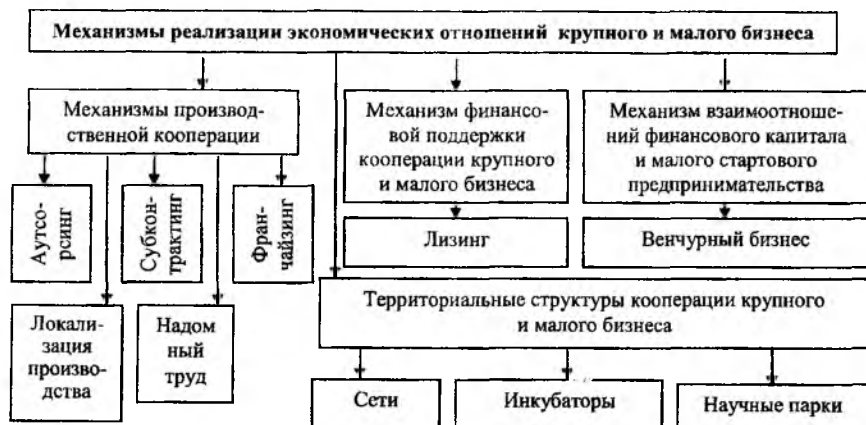 Механизмы реализации экономических отношений крупного и малого бизнеса
Механизмы производ-
ственной кооперации
Механизм финансо-
вой поддержки
кооперации крупного
и малого бизнеса
Механизм взаимоотноше-
ний финансового капитала
и малого стартового
предпринимательства
Аутсо-
рсинг
Субкон-
трактинг
Фран-
чайзинг
Лизинг
Венчурный бизнес
Локали-
зация
произво-
дства
Надом
ный
труд
Территориальные структуры кооперации крупного
и малого бизнеса
Сети
Инкубаторы
Научные парки